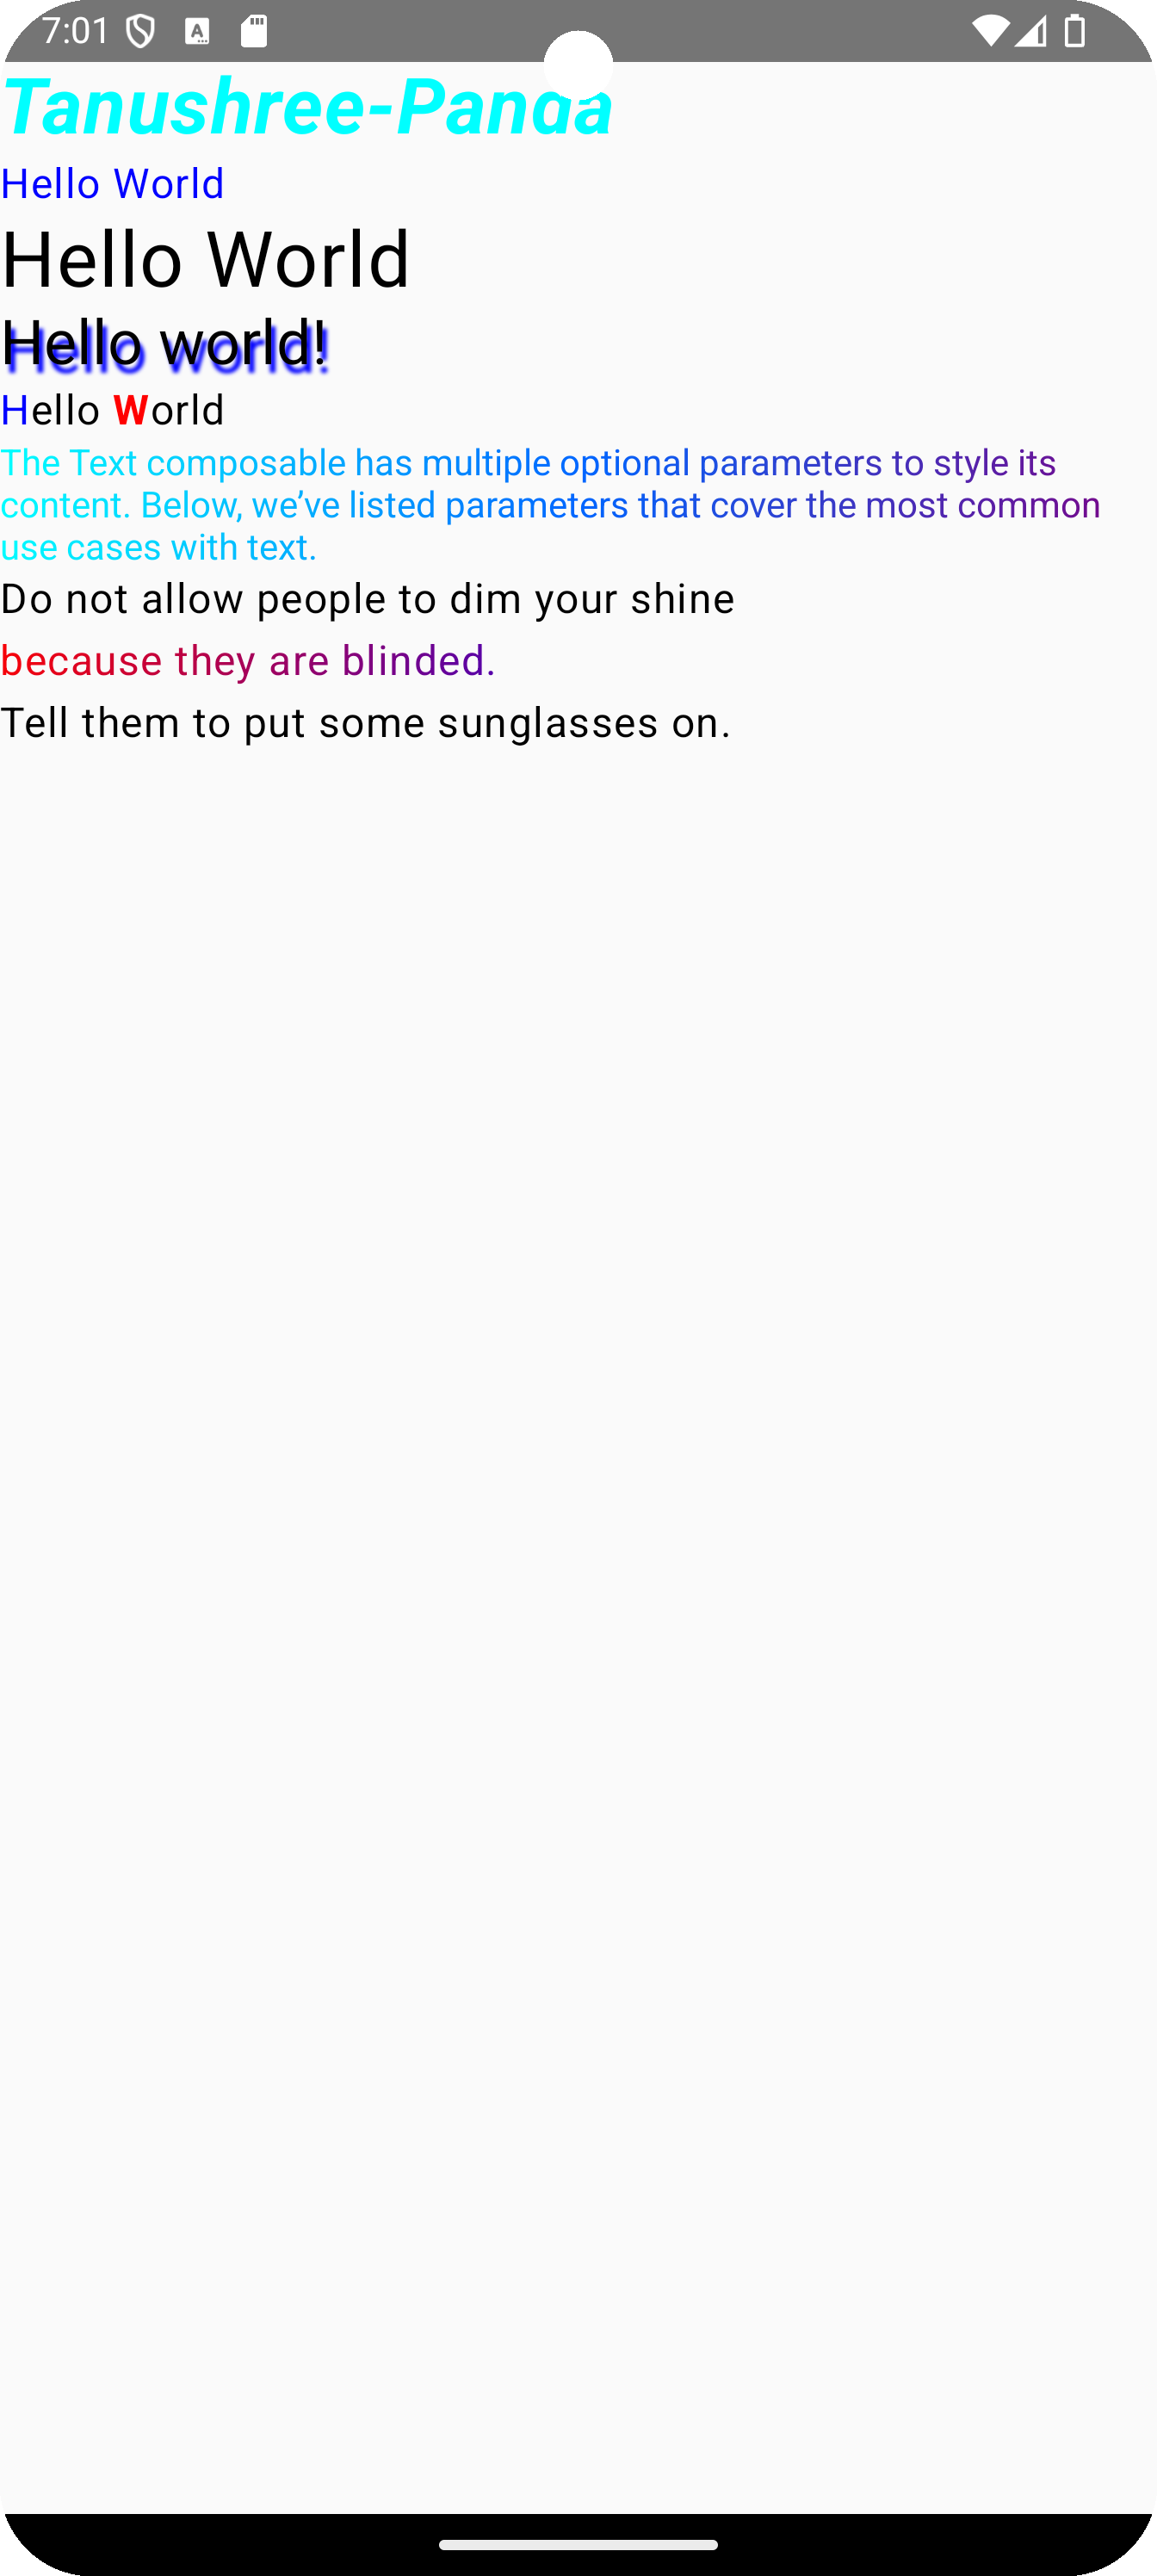 7:01
Tanushree-Panda
Hello World
Hello World
Hello world!
Hello World
The Text composable has multiple optional parameters to style its
content. Below, we’ve listed parameters that cover the most common
use cases with text.
Do not allow people to dim your shine
because they are blinded.
Tell them to put some sunglasses on.